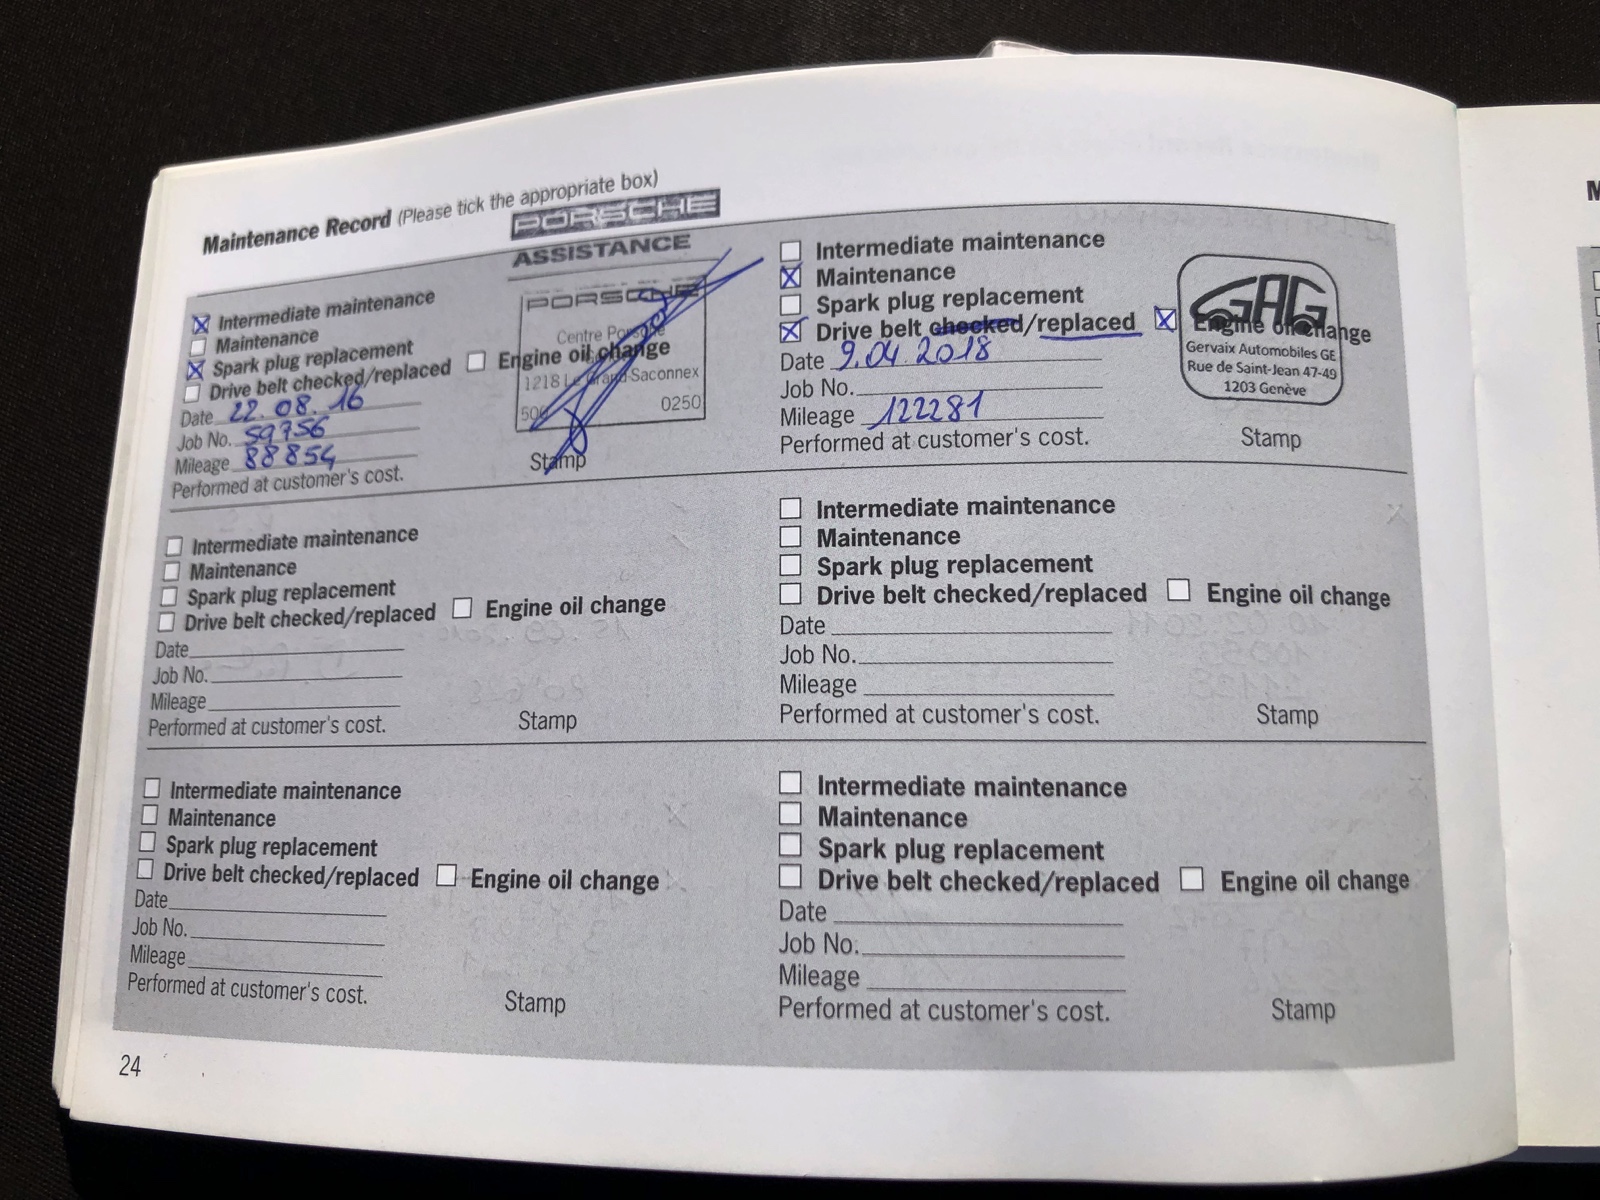 Maintenance Record (Please tick the appropriate box)
PORSCHE
ASSISTANCE
Intermediate maintenance
Maintenance
Spark plug replacement
Drive belt checked/replaced
Engine oil change
Date 22.08.16
Job No. 59756
Mileage 88854
Performed at customer's cost.
PORSCHE
Centre Porsche
1218 Le Grand-Saconnex
0250
Stamp
Intermediate maintenance
Maintenance
Spark plug replacement
Drive belt checked/replaced
Engine oil change
Date 9.04.2018
Job No.
Mileage 122281
Performed at customer's cost.
GAG
Gervaix Automobiles GE
Rue de Saint-Jean 47-49
1203 Genève
Stamp
Intermediate maintenance
Maintenance
Spark plug replacement
Drive belt checked/replaced
Engine oil change
Date
Job No.
Mileage
Performed at customer's cost.
Stamp
Intermediate maintenance
Maintenance
Spark plug replacement
Drive belt checked/replaced
Engine oil change
Date
Job No.
Mileage
Performed at customer's cost.
Stamp
Intermediate maintenance
Maintenance
Spark plug replacement
Drive belt checked/replaced
Engine oil change
Date
Job No.
Mileage
Performed at customer's cost.
Stamp
Intermediate maintenance
Maintenance
Spark plug replacement
Drive belt checked/replaced
Engine oil change
Date
Job No.
Mileage
Performed at customer's cost.
Stamp
24